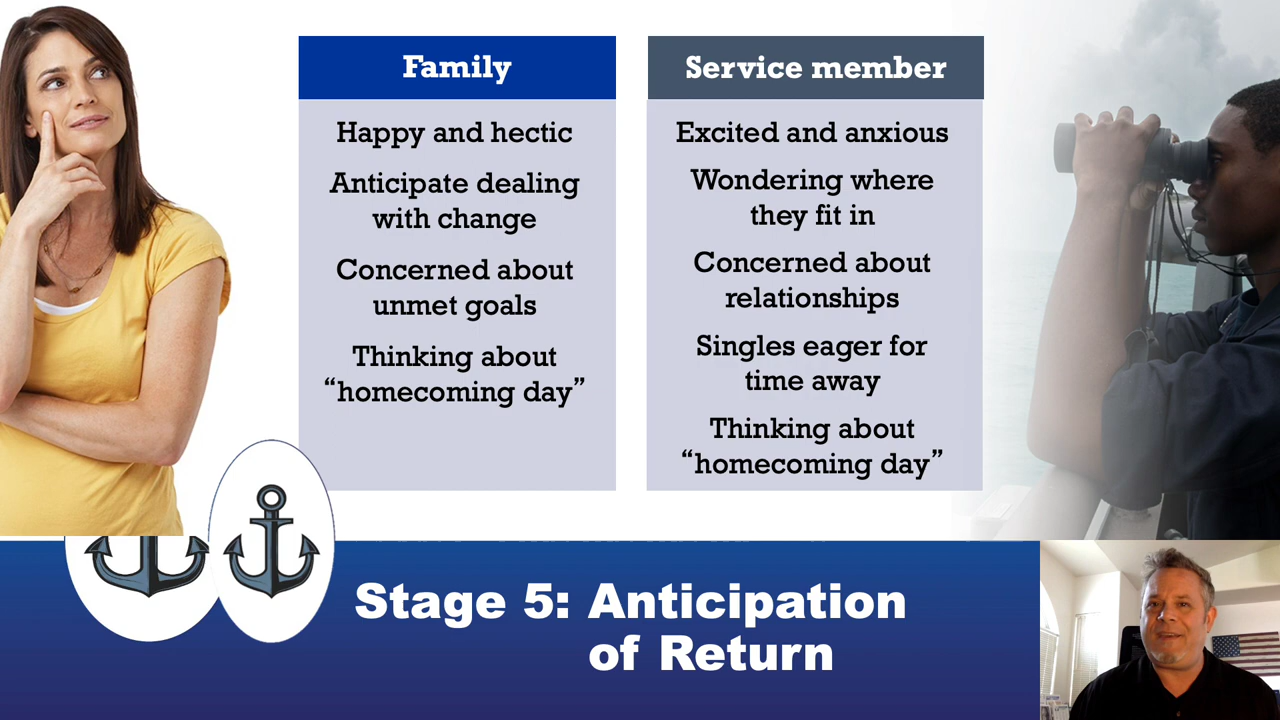 Family
Happy and hectic
Anticipate dealing
with change
Concerned about
unmet goals
Thinking about
“homecoming day”
Service member
Excited and anxious
Wondering where
they fit in
Concerned about
relationships
Singles eager for
time away
Thinking about
“homecoming day”
Stage 5: Anticipation
of Return